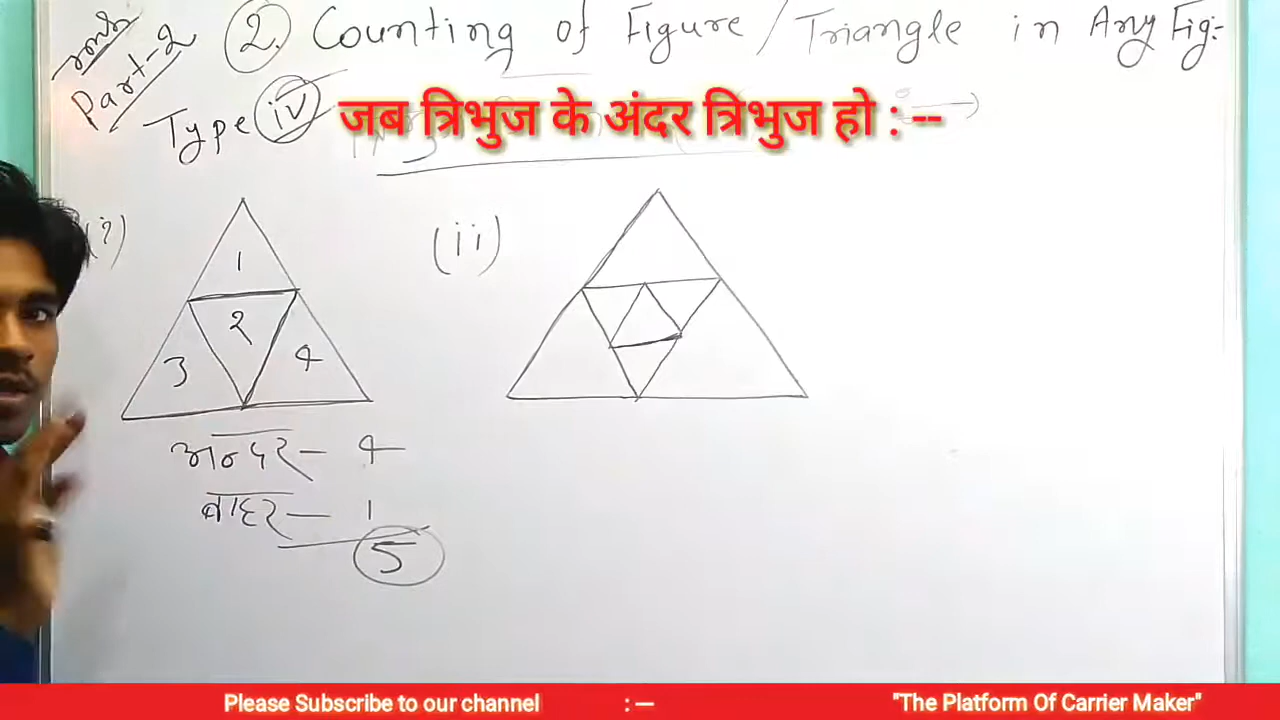 Part-2
② Counting of Figure/Triangle in Any Fig:-
Type (iv)
जब त्रिभुज के अंदर त्रिभुज हो : --
(i)
1
2
3
4
(ii)
अन्दर- 4
बाहर- 1
5
Please Subscribe to our channel : — "The Platform Of Carrier Maker"